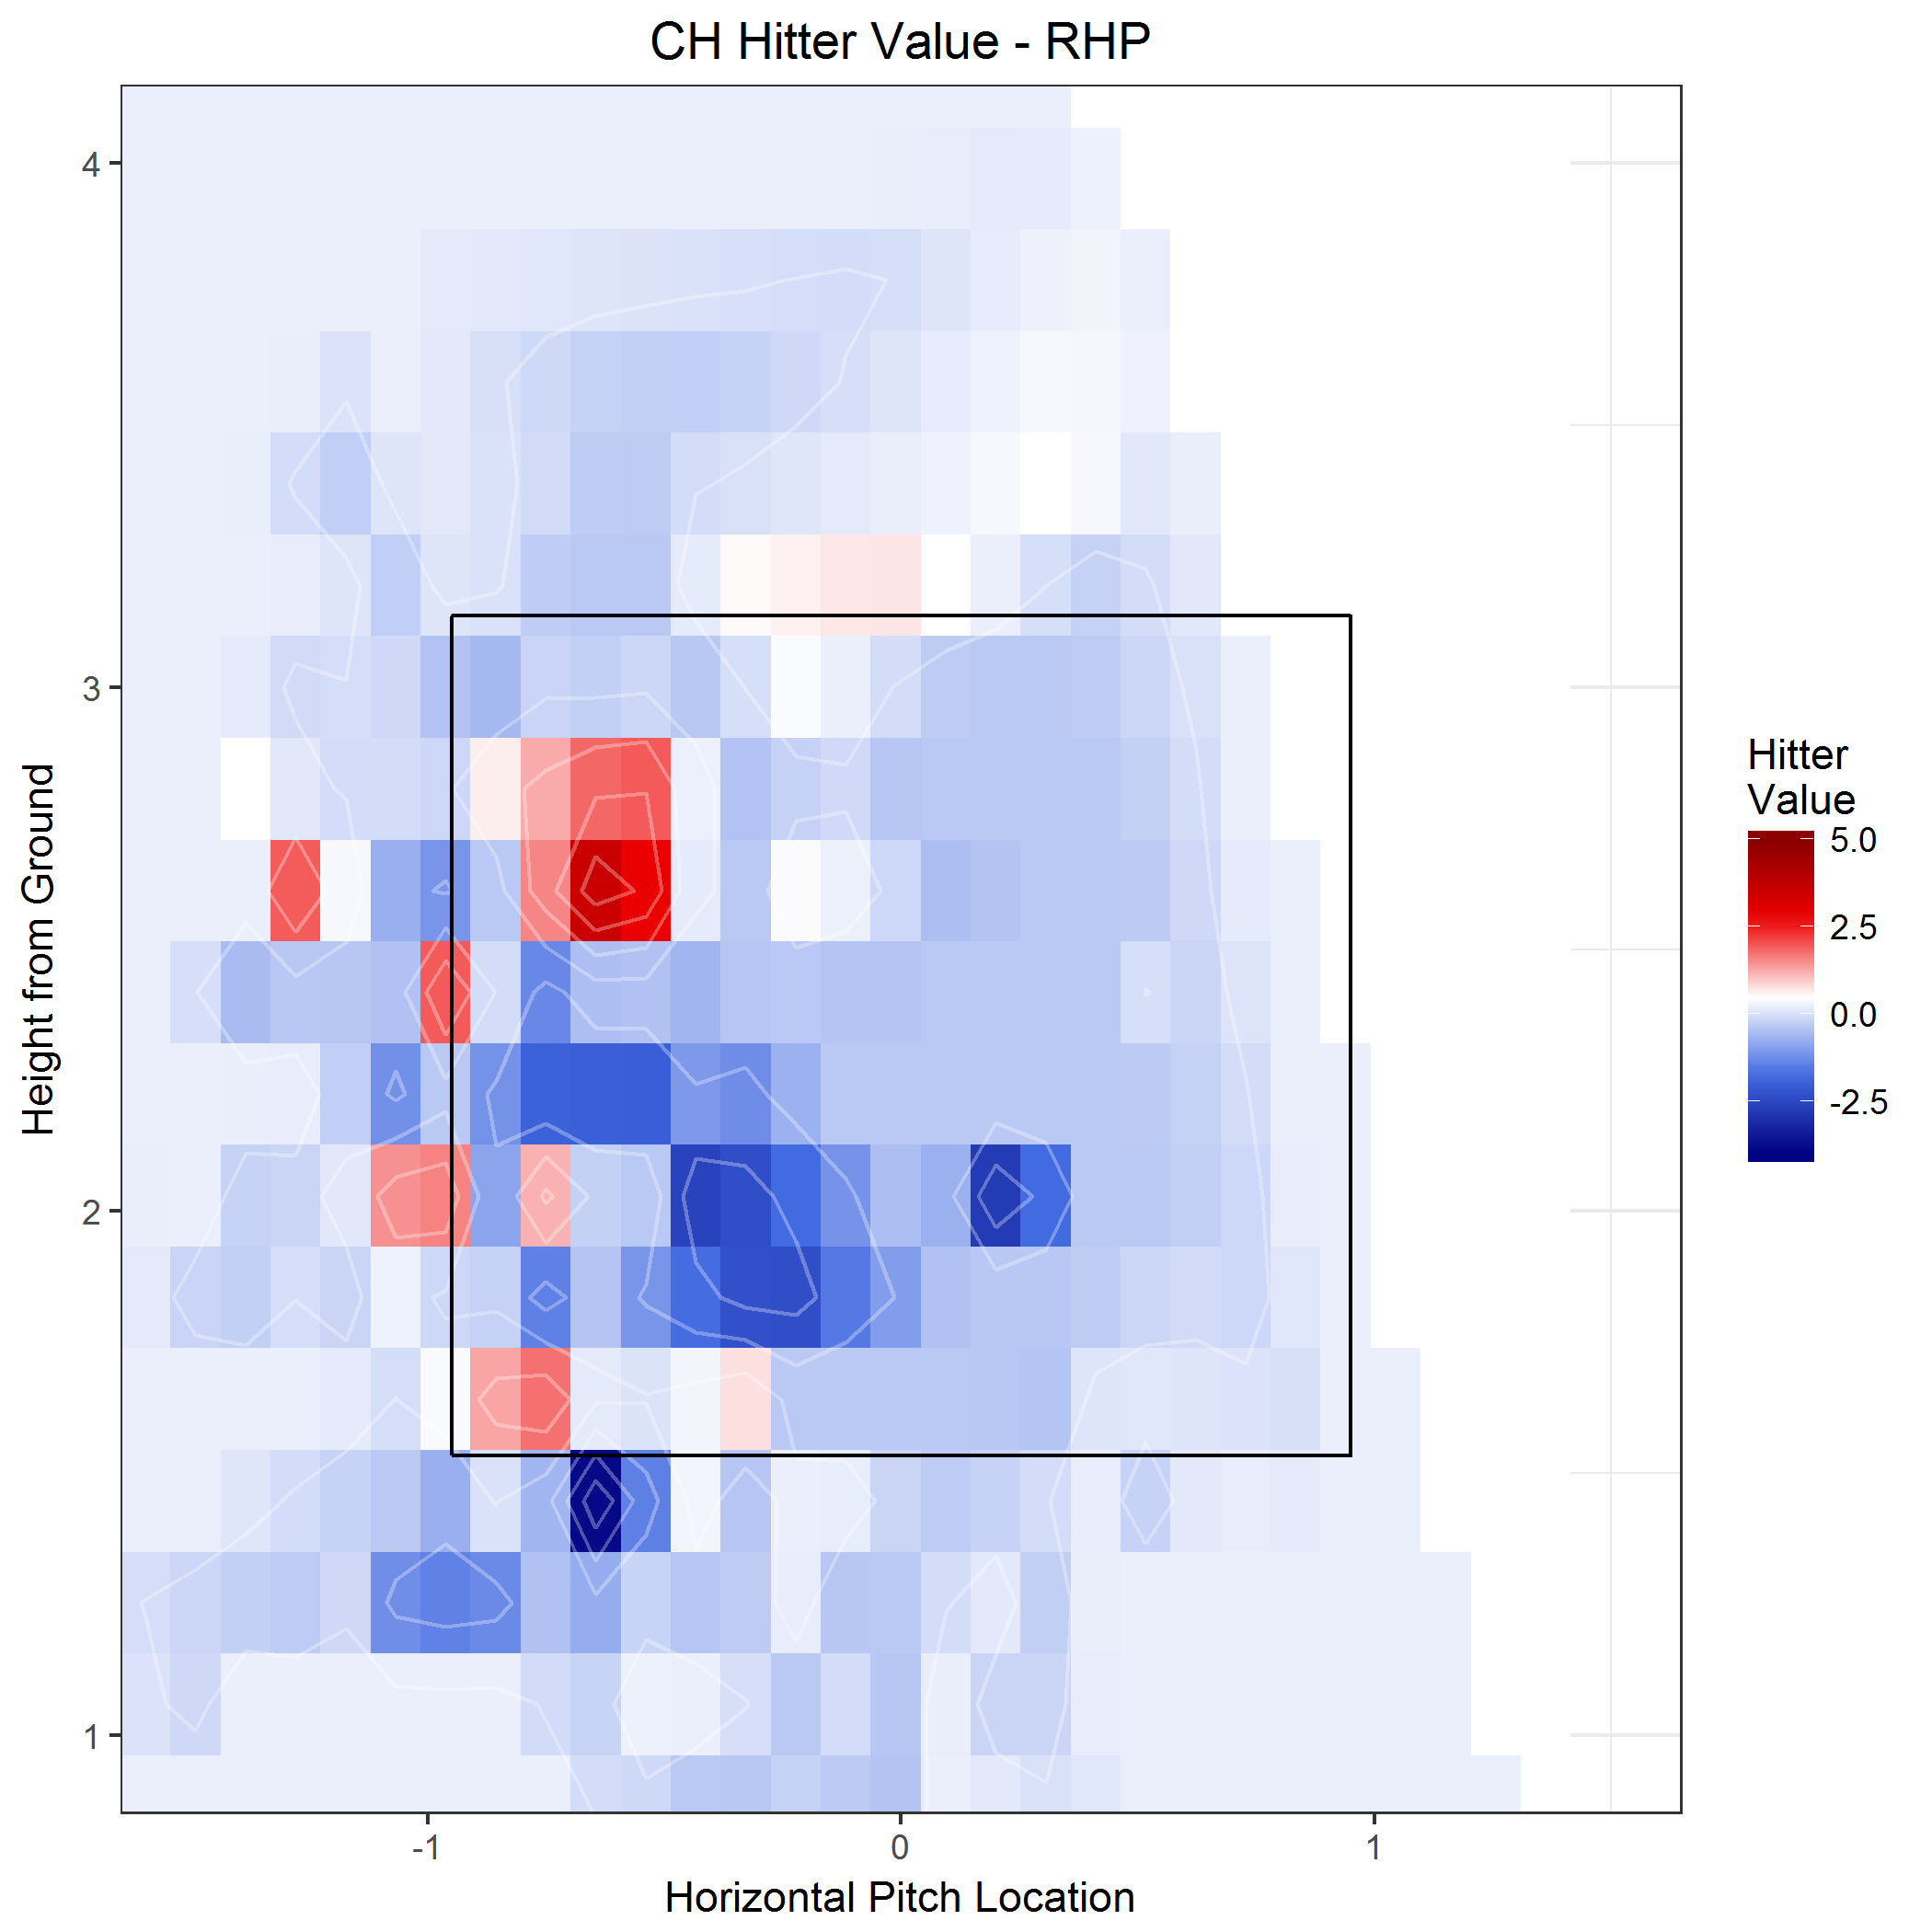 CH Hitter Value - RHP
4
3
2
1
Height from Ground
-1
0
1
Horizontal Pitch Location
Hitter
Value
5.0
2.5
0.0
-2.5